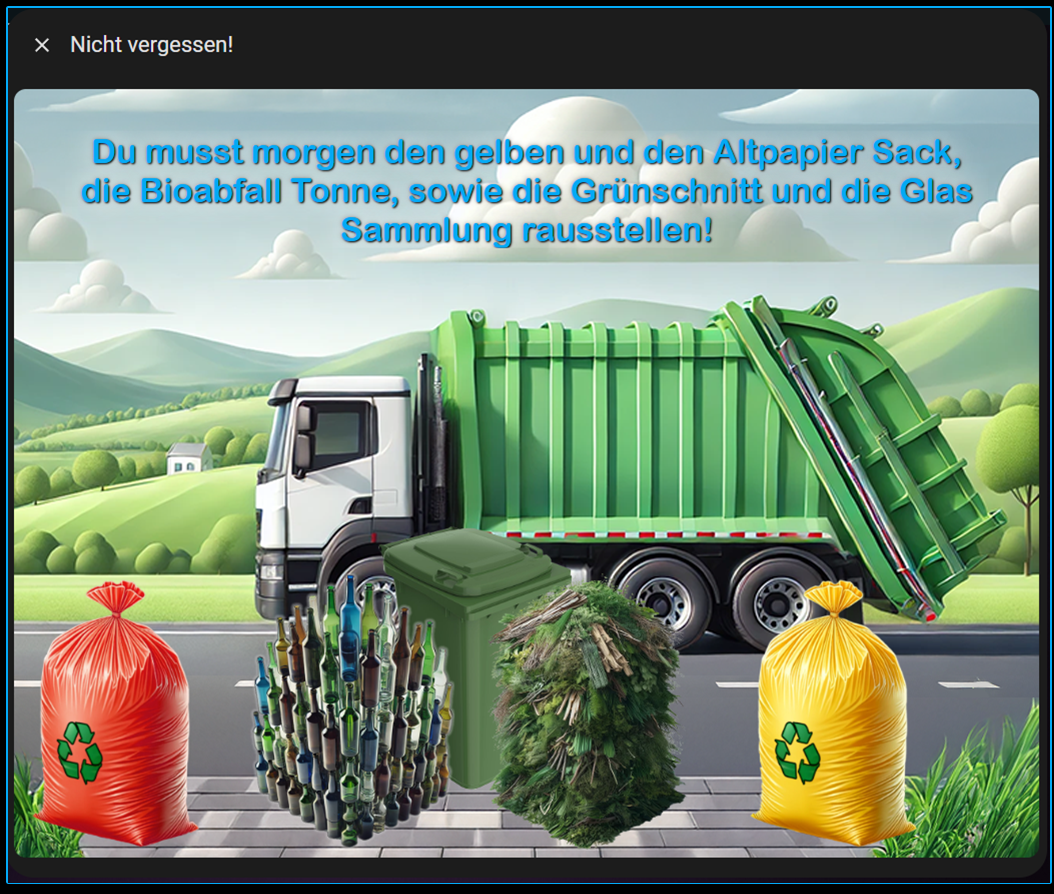 Nicht vergessen!
Du musst morgen den gelben und den Altpapier Sack,
die Bioabfall Tonne, sowie die Grünschnitt und die Glas
Sammlung rausstellen!